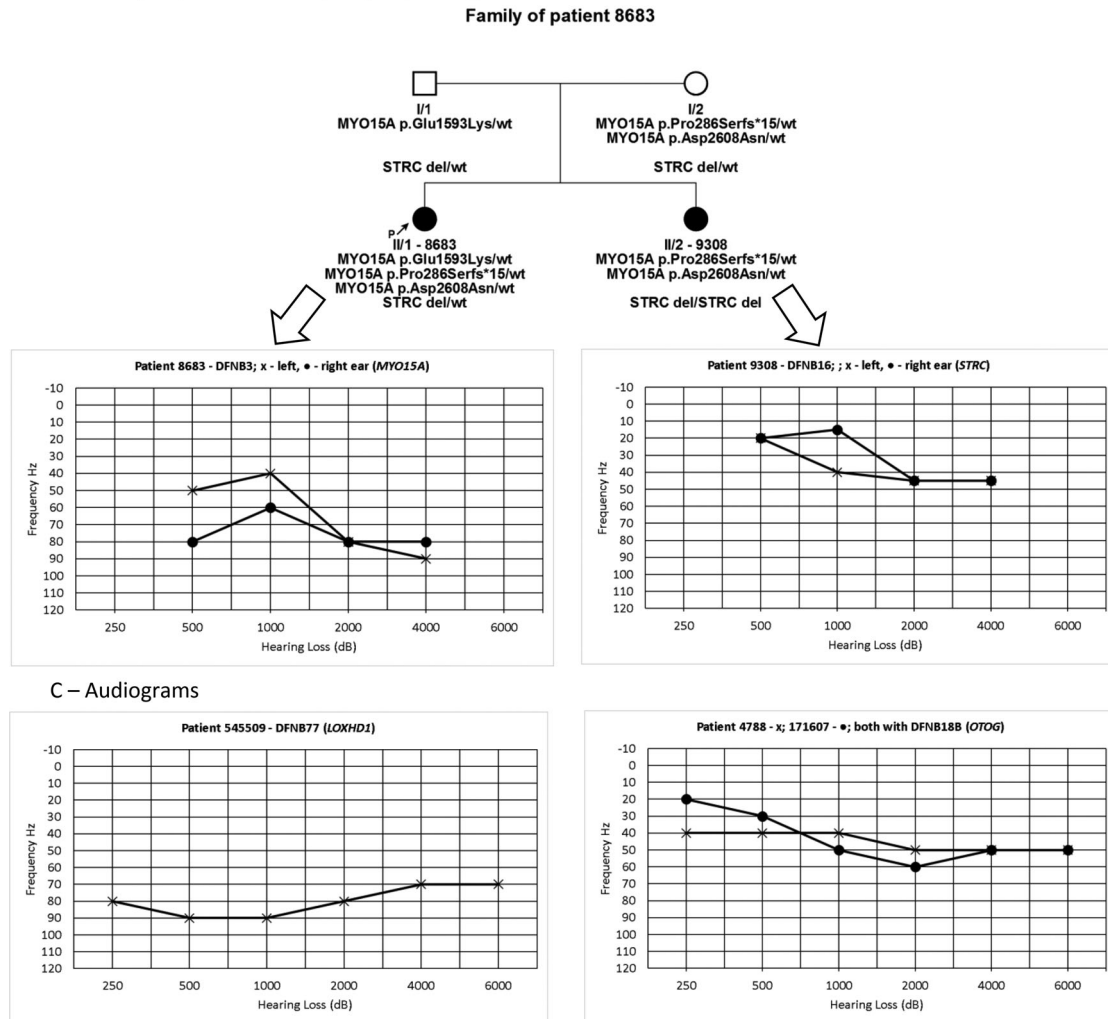 Family of patient 8683
I/1
MYO15A p.Glu1593Lys/wt
STRC del/wt
I/2
MYO15A p.Pro286Serfs*15/wt
MYO15A p.Asp2608Asn/wt
STRC del/wt
P
II/1 - 8683
MYO15A p.Glu1593Lys/wt
MYO15A p.Pro286Serfs*15/wt
MYO15A p.Asp2608Asn/wt
STRC del/wt
II/2 - 9308
MYO15A p.Pro286Serfs*15/wt
MYO15A p.Asp2608Asn/wt
STRC del/STRC del
Patient 8683 - DFNB3; x - left, ● - right ear (MYO15A)
Frequency Hz
-10
0
10
20
30
40
50
60
70
80
90
100
110
120
250 500 1000 2000 4000 6000
Hearing Loss (dB)
Patient 9308 - DFNB16; ; x - left, ● - right ear (STRC)
Frequency Hz
-10
0
10
20
30
40
50
60
70
80
90
100
110
120
250 500 1000 2000 4000 6000
Hearing Loss (dB)
C – Audiograms
Patient 545509 - DFNB77 (LOXHD1)
Frequency Hz
-10
0
10
20
30
40
50
60
70
80
90
100
110
120
250 500 1000 2000 4000 6000
Hearing Loss (dB)
Patient 4788 - x; 171607 - ●; both with DFNB18B (OTOG)
Frequency Hz
-10
0
10
20
30
40
50
60
70
80
90
100
110
120
250 500 1000 2000 4000 6000
Hearing Loss (dB)